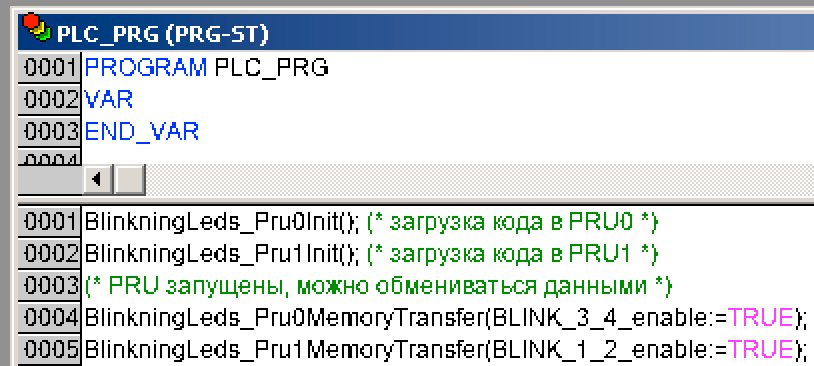 PLC_PRG (PRG-ST)
0001 PROGRAM PLC_PRG
0002 VAR
0003 END_VAR
0004
0001 BlinkningLeds_Pru0Init(); (* загрузка кода в PRU0 *)
0002 BlinkningLeds_Pru1Init(); (* загрузка кода в PRU1 *)
0003 (* PRU запущены, можно обмениваться данными *)
0004 BlinkningLeds_Pru0MemoryTransfer(BLINK_3_4_enable:=TRUE);
0005 BlinkningLeds_Pru1MemoryTransfer(BLINK_1_2_enable:=TRUE);